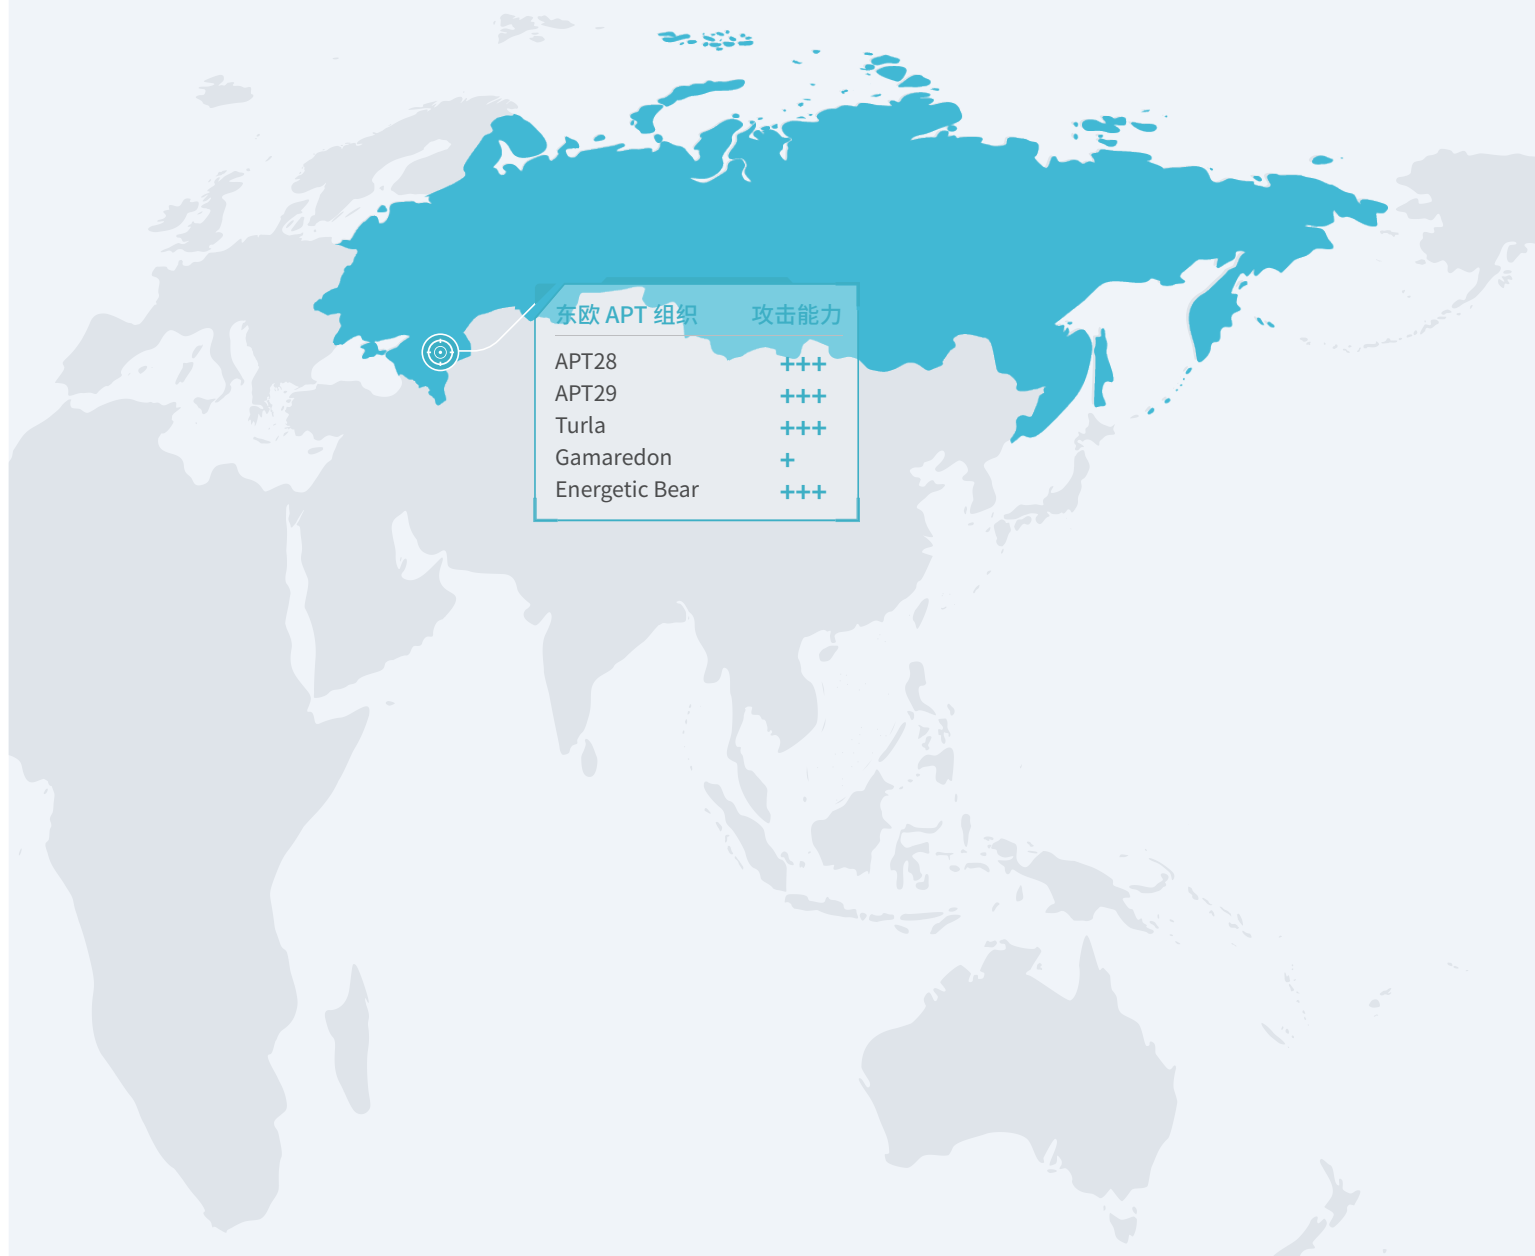 东欧 APT 组织 攻击能力
APT28 +++
APT29 +++
Turla +++
Gamaredon +
Energetic Bear +++